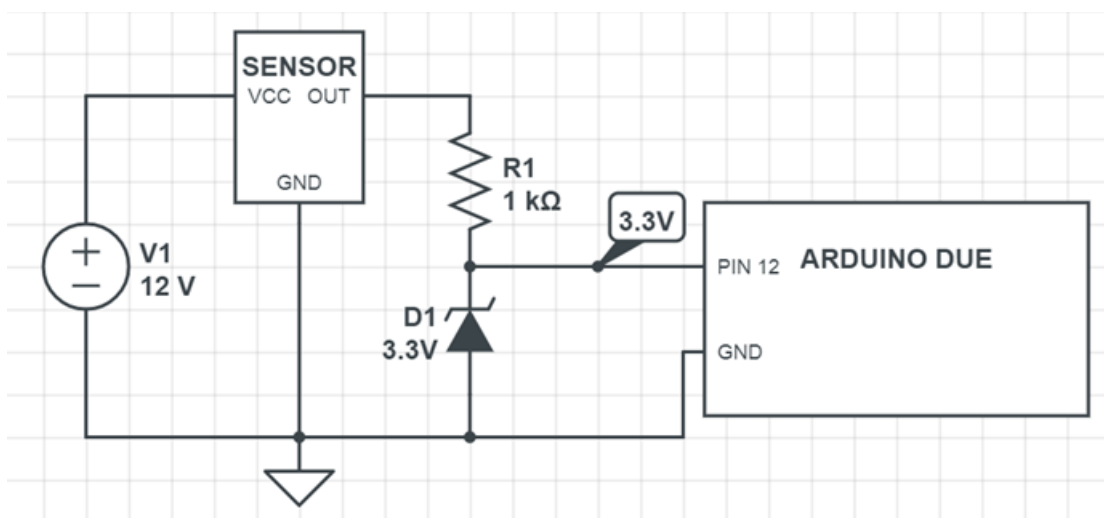 SENSOR
VCC OUT
GND
R1
1 kΩ
3.3V
V1
12 V
D1
3.3V
PIN 12
ARDUINO DUE
GND